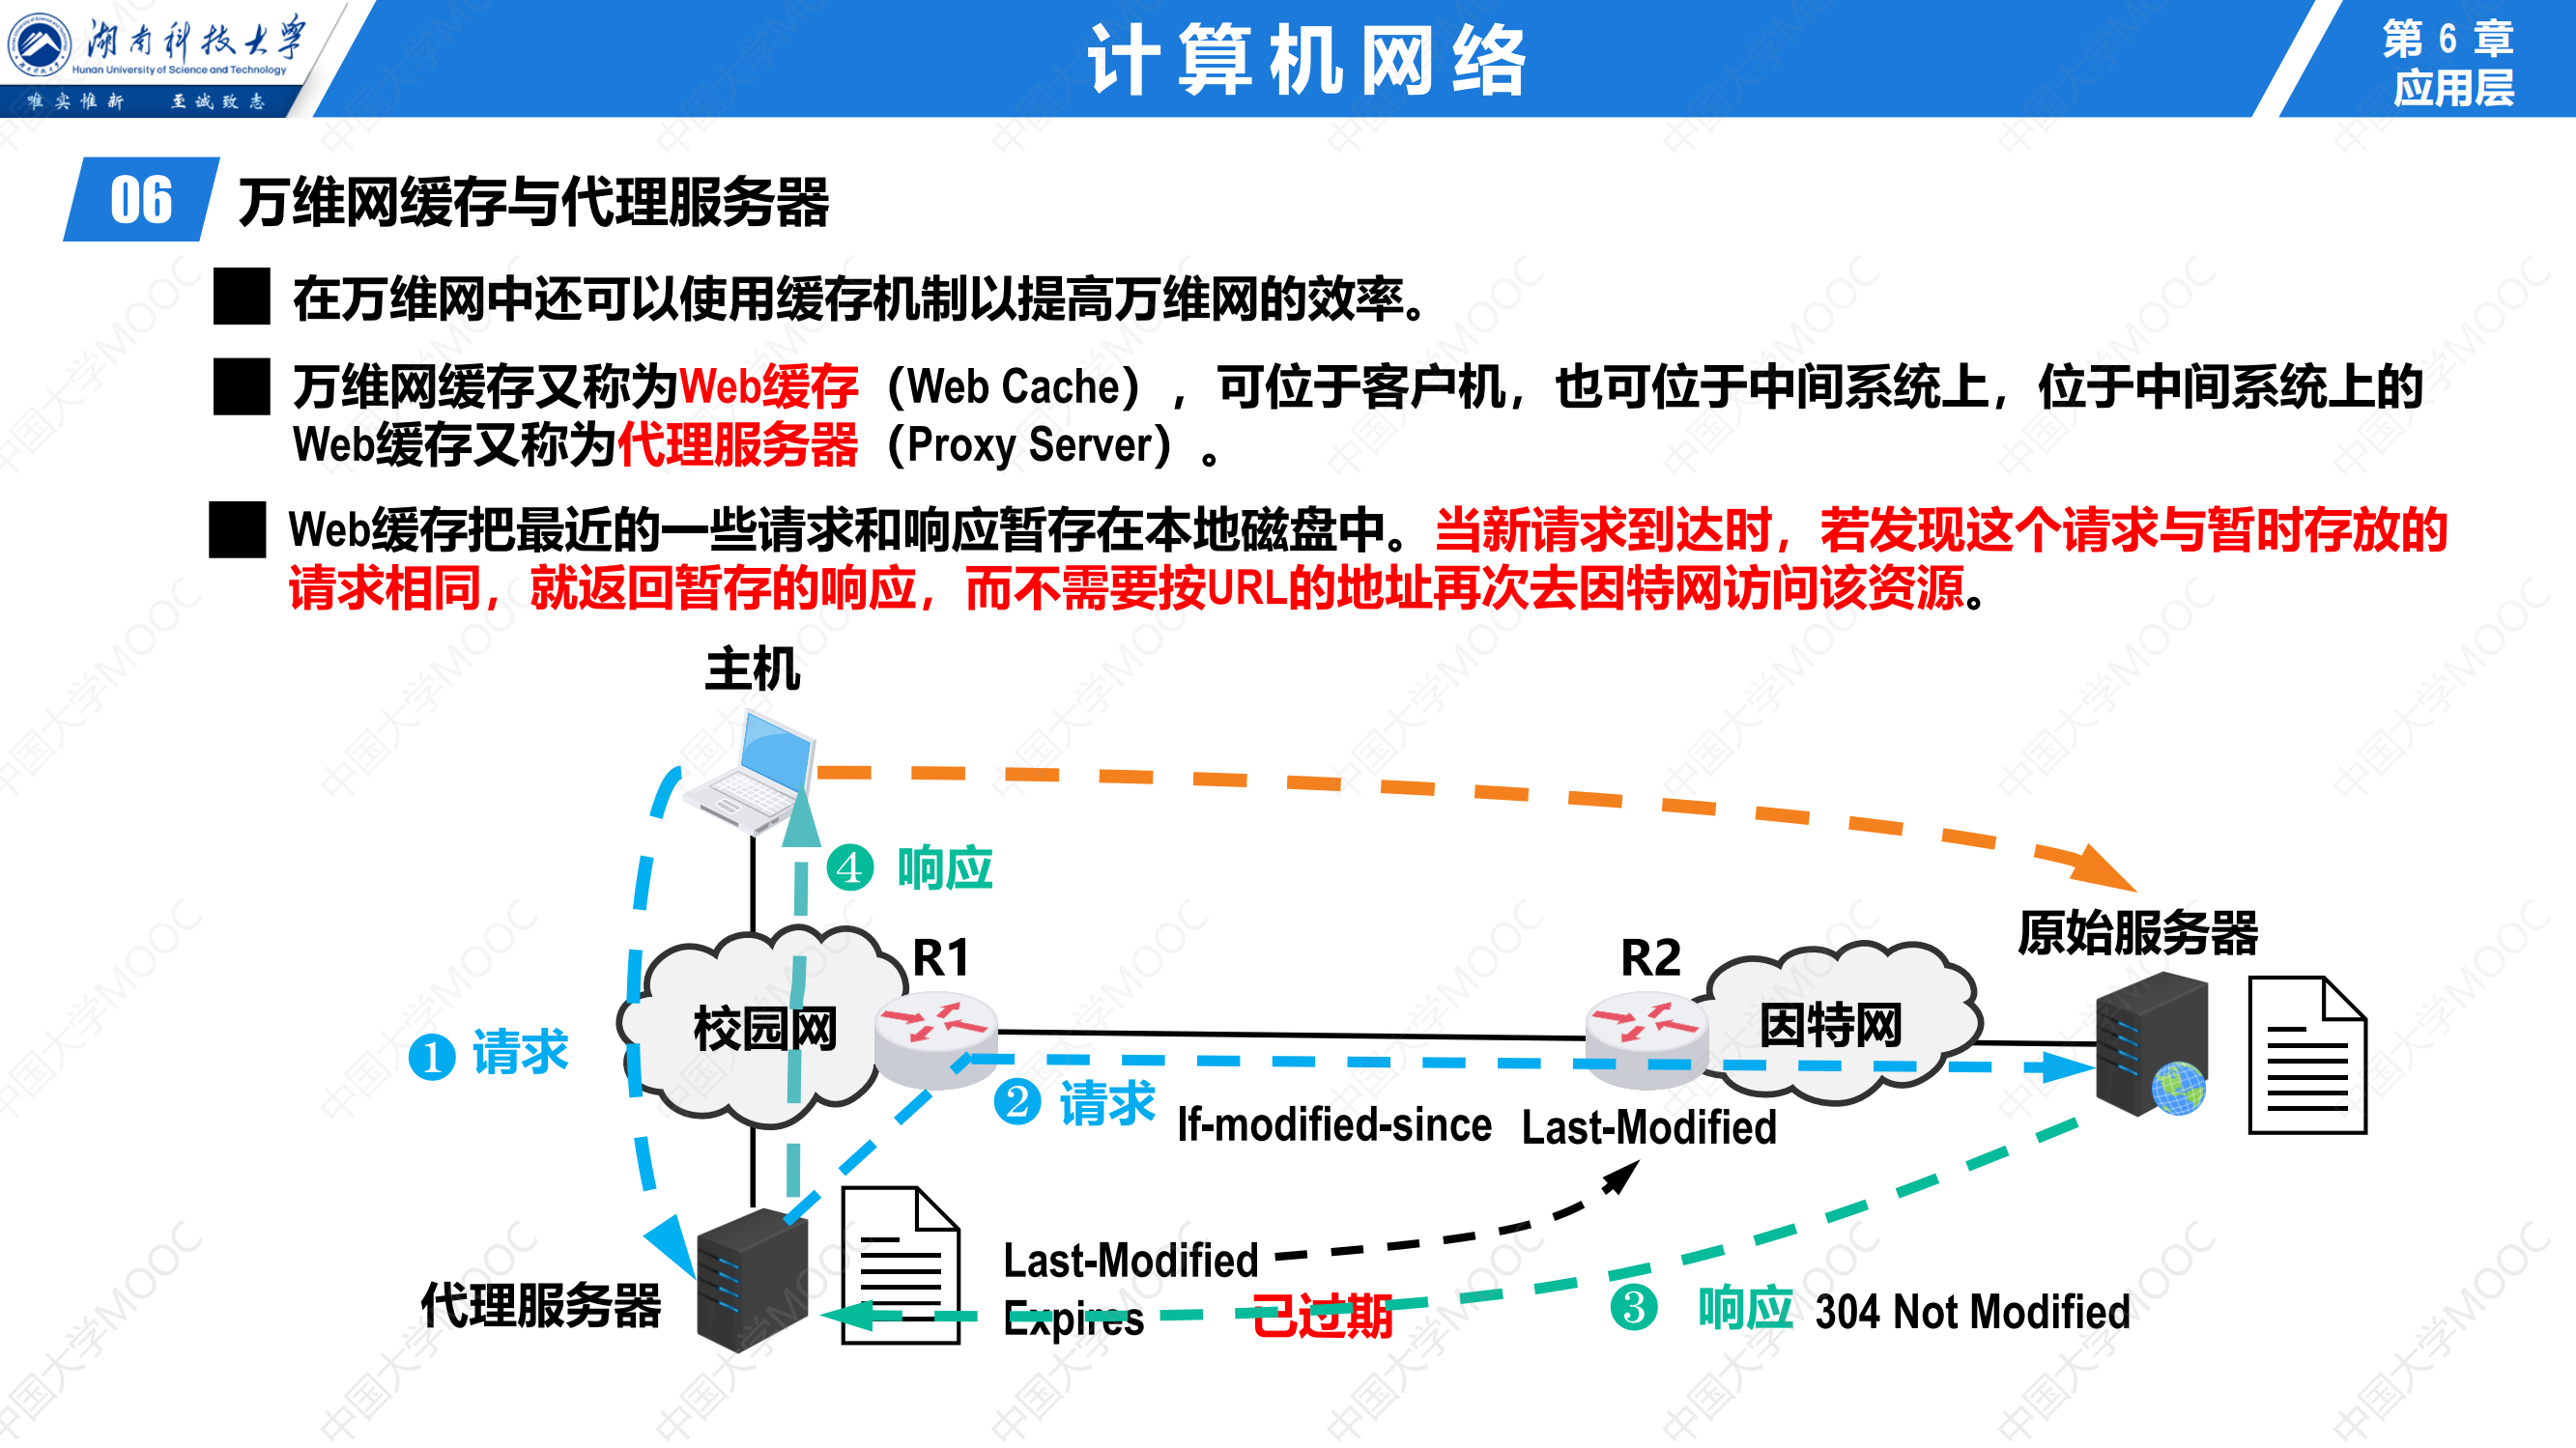 湖南科技大学
Hunan University of Science and Technology
唯实惟新 至诚致志
计算机网络
第 6 章
应用层
06 万维网缓存与代理服务器
在万维网中还可以使用缓存机制以提高万维网的效率。
万维网缓存又称为Web缓存（Web Cache），可位于客户机，也可位于中间系统上，位于中间系统上的
Web缓存又称为代理服务器（Proxy Server）。
Web缓存把最近的一些请求和响应暂存在本地磁盘中。当新请求到达时，若发现这个请求与暂时存放的
请求相同，就返回暂存的响应，而不需要按URL的地址再次去因特网访问该资源。
主机
❹ 响应
R1
R2
原始服务器
校园网
因特网
❶ 请求
❷ 请求 If-modified-since Last-Modified
Last-Modified
代理服务器
Expires 已过期
❸ 响应 304 Not Modified
中国大学MOOC